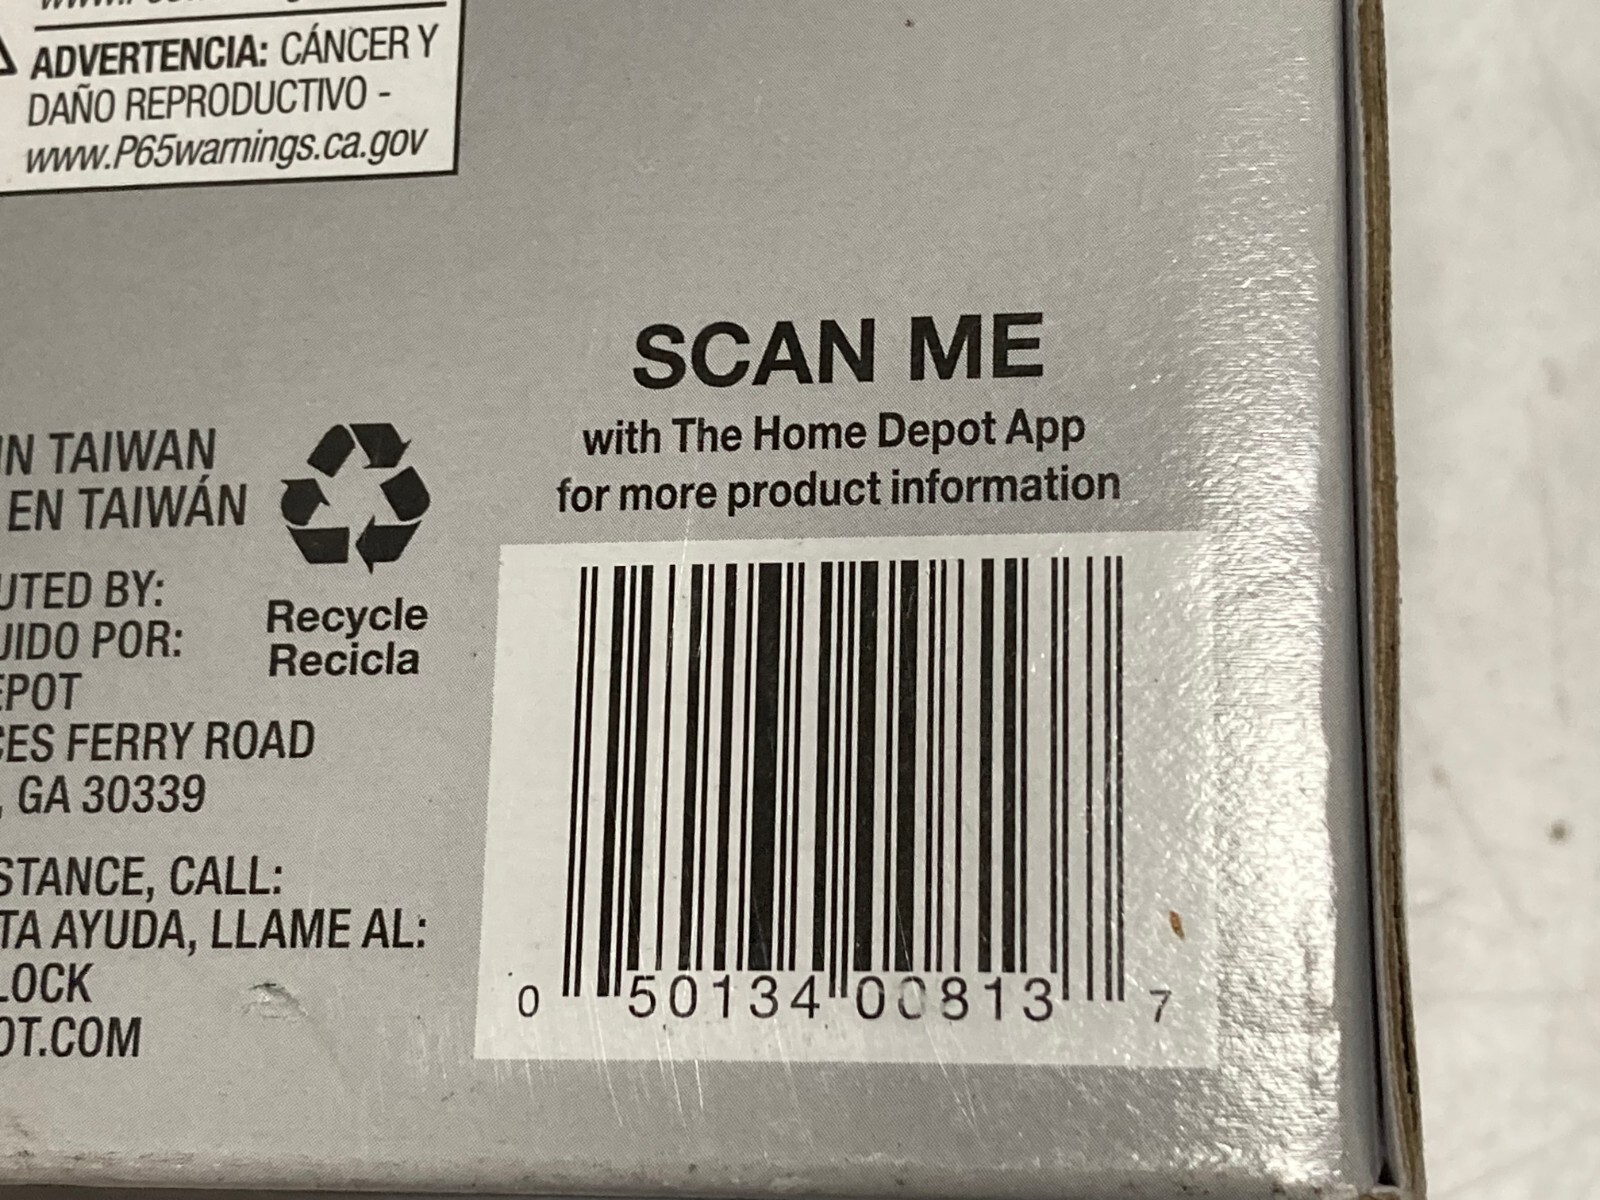 ADVERTENCIA: CÁNCER Y
DAÑO REPRODUCTIVO -
www.P65warnings.ca.gov
SCAN ME
with The Home Depot App
for more product information
IN TAIWAN
EN TAIWÁN
Recycle
Recicla
UTED BY:
UIDO POR:
EPOT
CES FERRY ROAD
, GA 30339
STANCE, CALL:
TA AYUDA, LLAME AL:
LOCK
OT.COM
0 50134 00813 7